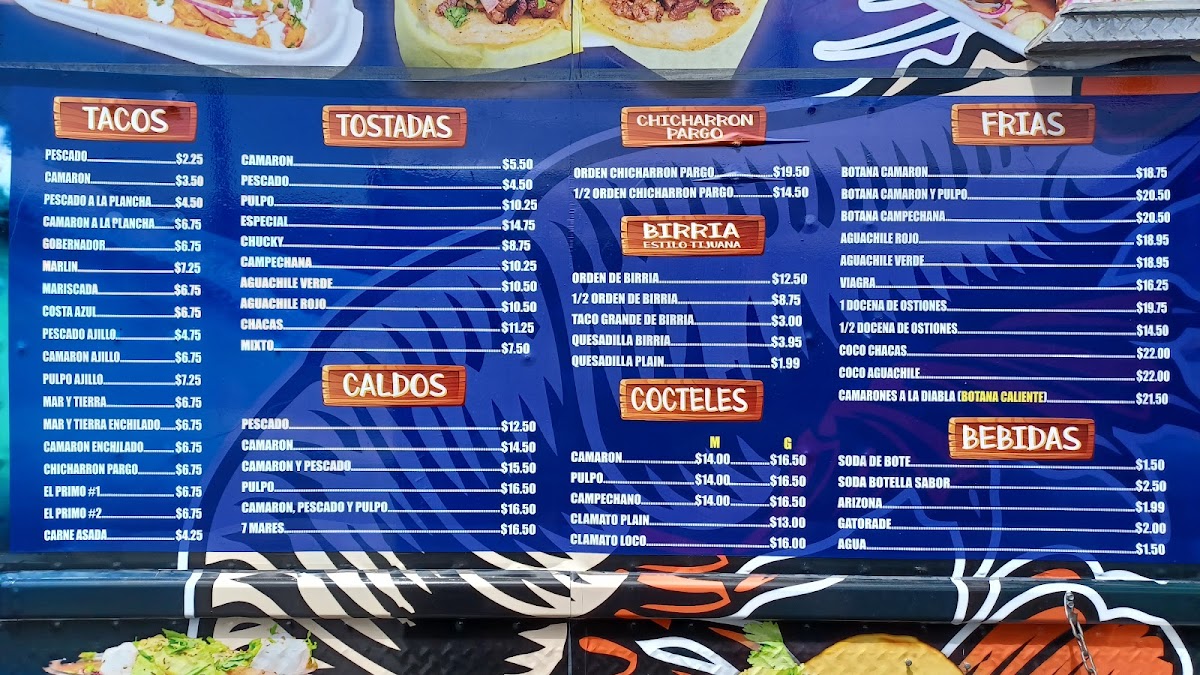 TACOS
PESCADO $2.25
CAMARON $3.50
PESCADO A LA PLANCHA $4.50
CAMARON A LA PLANCHA $6.75
GOBERNADOR $6.75
MARLIN $7.25
MARISCADA $6.75
COSTA AZUL $6.75
PESCADO AJILLO $4.75
CAMARON AJILLO $6.75
PULPO AJILLO $7.25
MAR Y TIERRA $6.75
MAR Y TIERRA ENCHILADO $6.75
CAMARON ENCHILADO $6.75
CHICHARRON PARGO $6.75
EL PRIMO #1 $6.75
EL PRIMO #2 $6.75
CARNE ASADA $4.25
TOSTADAS
CAMARON $5.50
PESCADO $4.50
PULPO $10.25
ESPECIAL $14.75
CHUCKY $8.75
CAMPECHANA $10.25
AGUACHILE VERDE $10.50
AGUACHILE ROJO $10.50
CHACAS $11.25
MIXTO $7.50
CALDOS
PESCADO $12.50
CAMARON $14.50
CAMARON Y PESCADO $15.50
PULPO $16.50
CAMARON, PESCADO Y PULPO $16.50
7 MARES $16.50
CHICHARRON
PARGO
ORDEN CHICHARRON PARGO $19.50
1/2 ORDEN CHICHARRON PARGO $14.50
BIRRIA
ESTILO TIJUANA
ORDEN DE BIRRIA $12.50
1/2 ORDEN DE BIRRIA $8.75
TACO GRANDE DE BIRRIA $3.00
QUESADILLA BIRRIA $3.95
QUESADILLA PLAIN $1.99
COCTELES
M G
CAMARON $14.00 $16.50
PULPO $14.00 $16.50
CAMPECHANO $14.00 $16.50
CLAMATO PLAIN $13.00
CLAMATO LOCO $16.00
FRIAS
BOTANA CAMARON $18.75
BOTANA CAMARON Y PULPO $20.50
BOTANA CAMPECHANA $20.50
AGUACHILE ROJO $18.95
AGUACHILE VERDE $18.95
VIAGRA $16.25
1 DOCENA DE OSTIONES $19.75
1/2 DOCENA DE OSTIONES $14.50
COCO CHACAS $22.00
COCO AGUACHILE $22.00
CAMARONES A LA DIABLA (BOTANA CALIENTE) $21.50
BEBIDAS
SODA DE BOTE $1.50
SODA BOTELLA SABOR $2.50
ARIZONA $1.99
GATORADE $2.00
AGUA $1.50